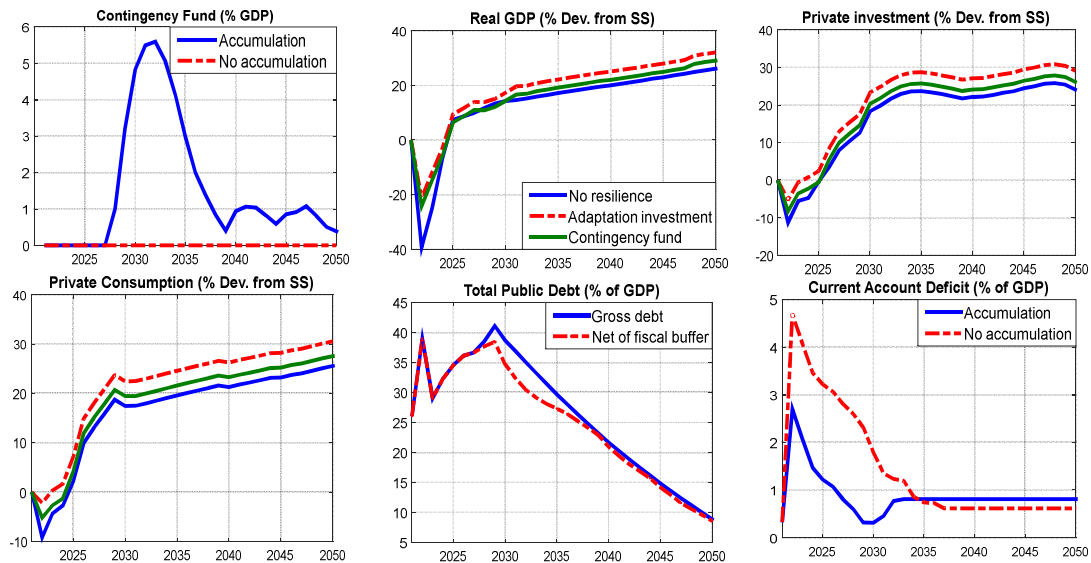 Contingency Fund (% GDP)
6
5
4
3
2
1
0
Accumulation
No accumulation
2025 2030 2035 2040 2045 2050
Real GDP (% Dev. from SS)
40
20
0
-20
-40
No resilience
Adaptation investment
Contingency fund
2025 2030 2035 2040 2045 2050
Private investment (% Dev. from SS)
40
30
20
10
0
-10
-20
2025 2030 2035 2040 2045 2050
Private Consumption (% Dev. from SS)
40
30
20
10
0
-10
2025 2030 2035 2040 2045 2050
Total Public Debt (% of GDP)
45
40
35
30
25
20
15
10
5
Gross debt
Net of fiscal buffer
2025 2030 2035 2040 2045 2050
Current Account Deficit (% of GDP)
5
4
3
2
1
0
Accumulation
No accumulation
2025 2030 2035 2040 2045 2050